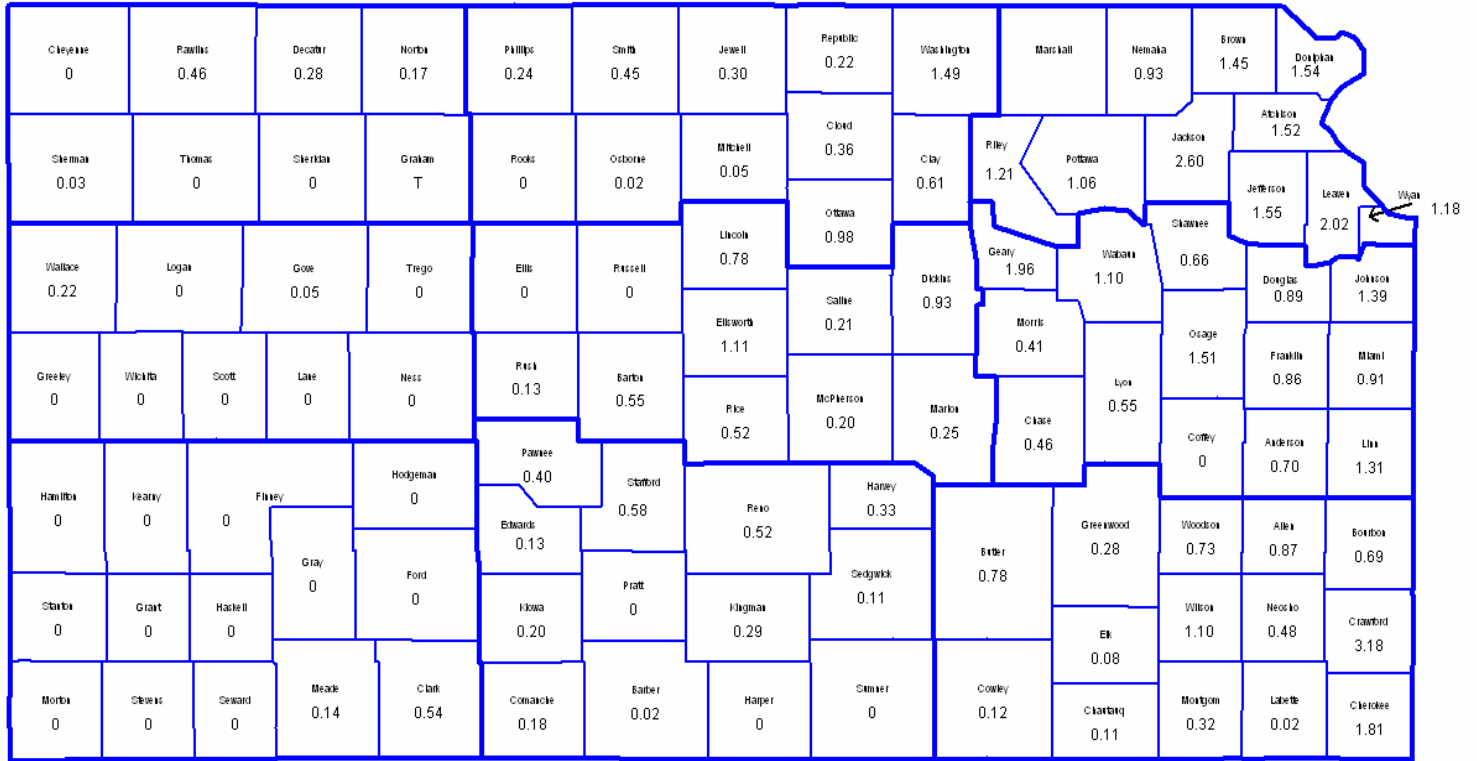 Cheyenne
0
Rawlins
0.46
Decatur
0.28
Norton
0.17
Phillips
0.24
Smith
0.45
Jewell
0.30
Republic
0.22
Washington
1.49
Marshall
Nemaha
0.93
Brown
1.45
Doniphan
1.54
Sherman
0.03
Thomas
0
Sheridan
0
Graham
T
Rooks
0
Osborne
0.02
Mitchell
0.05
Cloud
0.36
Clay
0.61
Riley
1.21
Pottawa
1.06
Jackson
2.60
Atchison
1.52
Jefferson
1.55
Leaven
2.02
Wyan
1.18
Wallace
0.22
Logan
0
Gove
0.05
Trego
0
Ellis
0
Russell
0
Lincoln
0.78
Ottawa
0.98
Dickins
0.93
Geary
1.96
Wabaun
1.10
Shawnee
0.66
Douglas
0.89
Johnson
1.39
Greeley
0
Wichita
0
Scott
0
Lane
0
Ness
0
Rush
0.13
Barton
0.55
Ellsworth
1.11
Saline
0.21
Morris
0.41
Osage
1.51
Franklin
0.86
Miami
0.91
Rice
0.52
McPherson
0.20
Marion
0.25
Chase
0.46
Lyon
0.55
Coffey
0
Anderson
0.70
Linn
1.31
Hamilton
0
Kearny
0
Finney
0
Hodgeman
0
Pawnee
0.40
Stafford
0.58
Reno
0.52
Harvey
0.33
Butler
0.78
Greenwood
0.28
Woodson
0.73
Allen
0.87
Bourbon
0.69
Gray
0
Ford
0
Edwards
0.13
Pratt
0
Sedgwick
0.11
Stanton
0
Grant
0
Haskell
0
Kiowa
0.20
Kingman
0.29
Elk
0.08
Wilson
1.10
Neosho
0.48
Crawford
3.18
Morton
0
Stevens
0
Seward
0
Meade
0.14
Clark
0.54
Comanche
0.18
Barber
0.02
Harper
0
Sumner
0
Cowley
0.12
Chautauq
0.11
Montgom
0.32
Labette
0.02
Cherokee
1.81